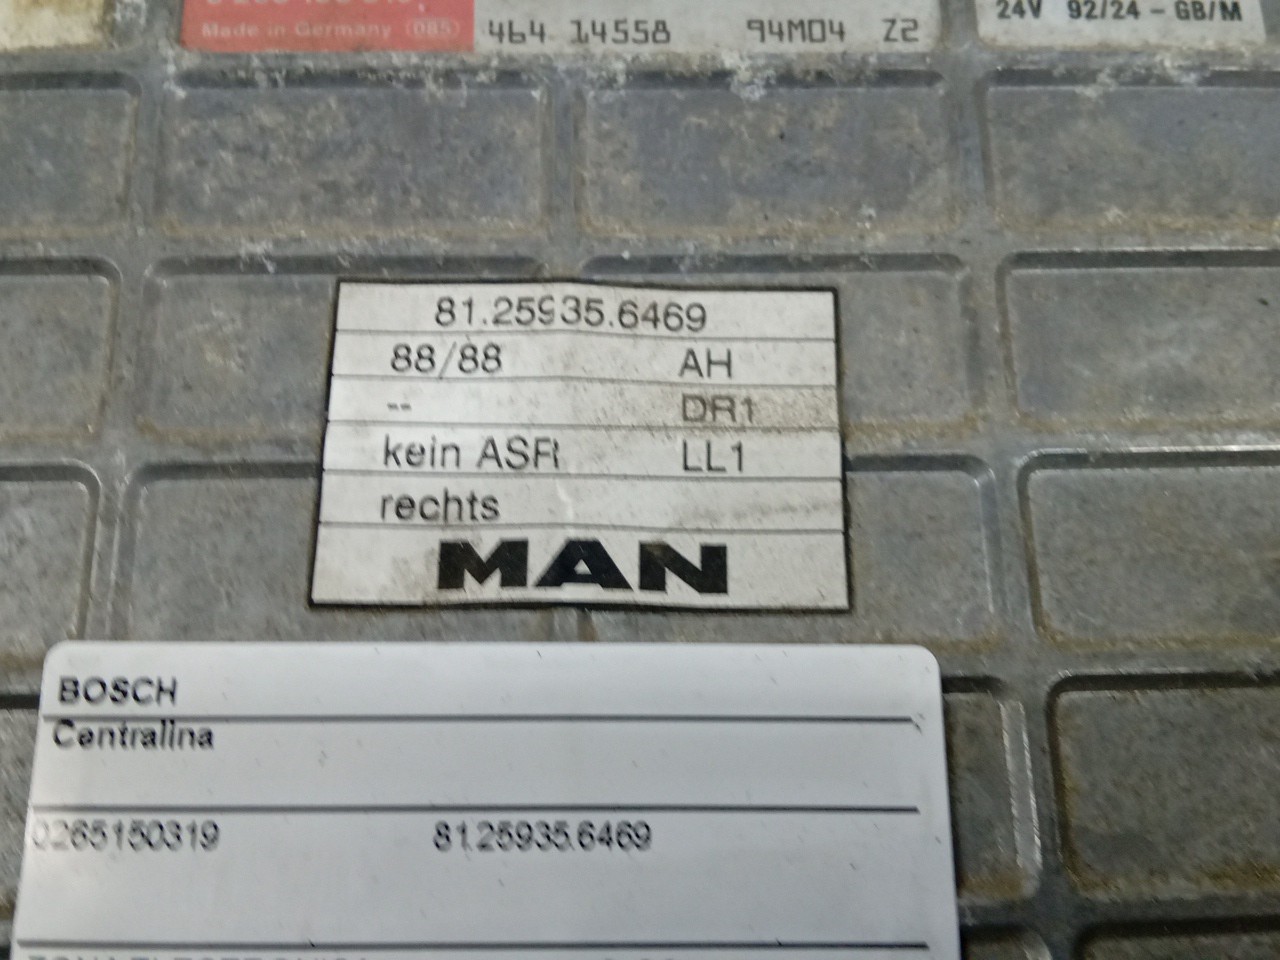 Made in Germany (085)
464 14558 94M04 Z2
24V 92/24 - GB/M
81.25935.6469
88/88 AH
-- DR1
kein ASR LL1
rechts
MAN
BOSCH
Centralina
0265150319 81.25935.6469